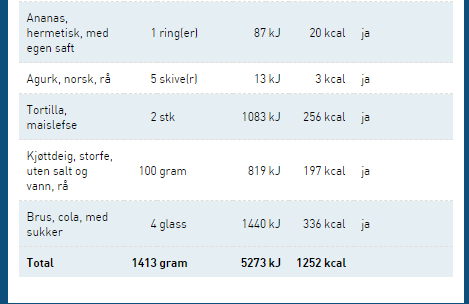 Ananas,
hermetisk, med 1 ring(er) 87 kJ 20 kcal ja
egen saft
Agurk, norsk, rå 5 skive(r) 13 kJ 3 kcal ja
Tortilla, 2 stk 1083 kJ 256 kcal ja
maislefse
Kjøttdeig, storfe,
uten salt og 100 gram 819 kJ 197 kcal ja
vann, rå
Brus, cola, med 4 glass 1440 kJ 336 kcal ja
sukker
Total 1413 gram 5273 kJ 1252 kcal